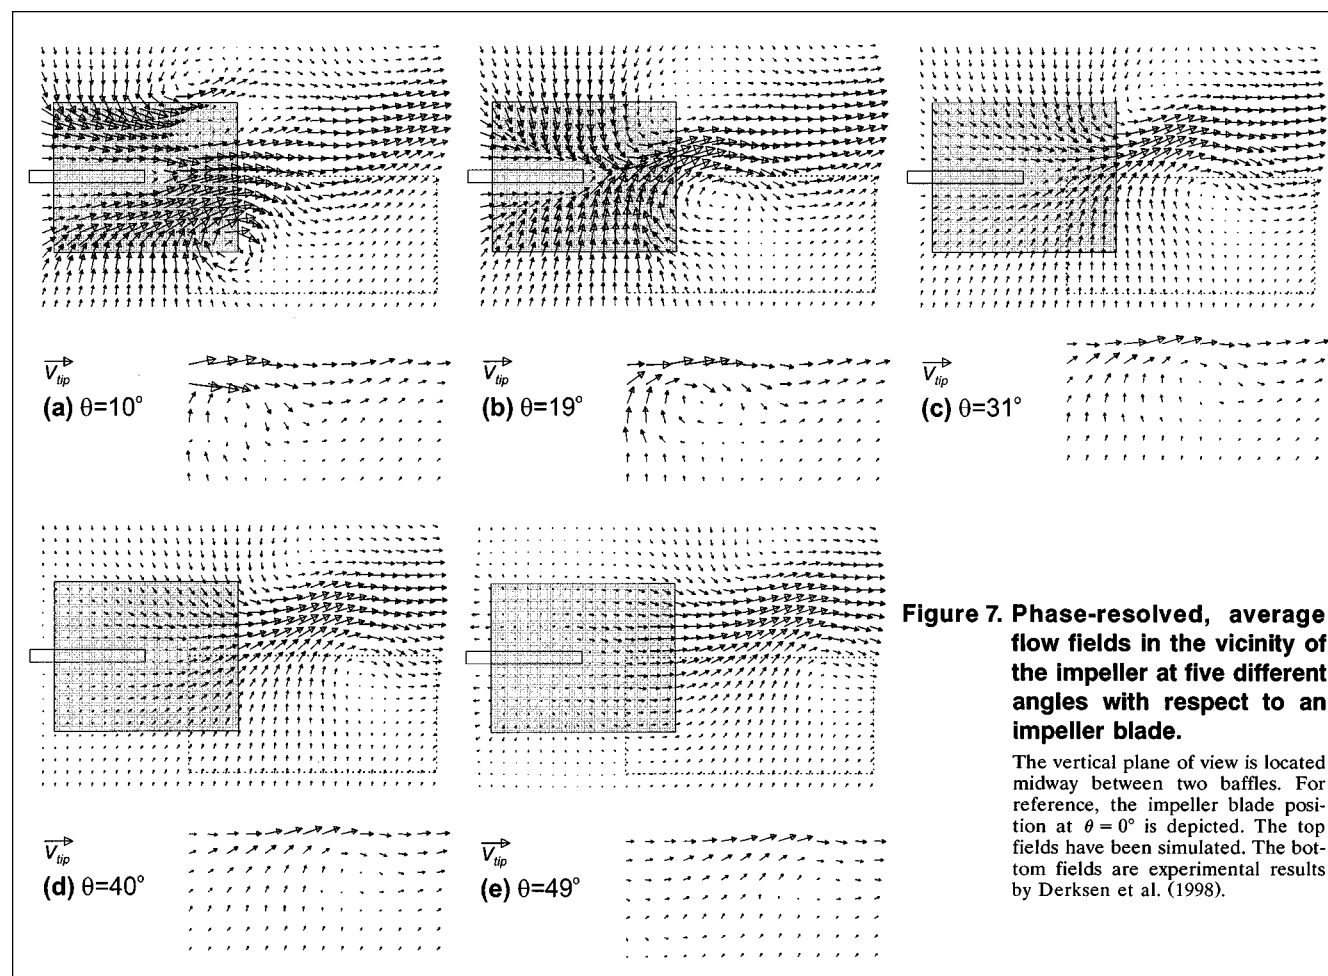 V_tip
(a) θ=10°
V_tip
(b) θ=19°
V_tip
(c) θ=31°
V_tip
(d) θ=40°
V_tip
(e) θ=49°
Figure 7. Phase-resolved, average
flow fields in the vicinity of
the impeller at five different
angles with respect to an
impeller blade.
The vertical plane of view is located
midway between two baffles. For
reference, the impeller blade posi-
tion at θ = 0° is depicted. The top
fields have been simulated. The bot-
tom fields are experimental results
by Derksen et al. (1998).